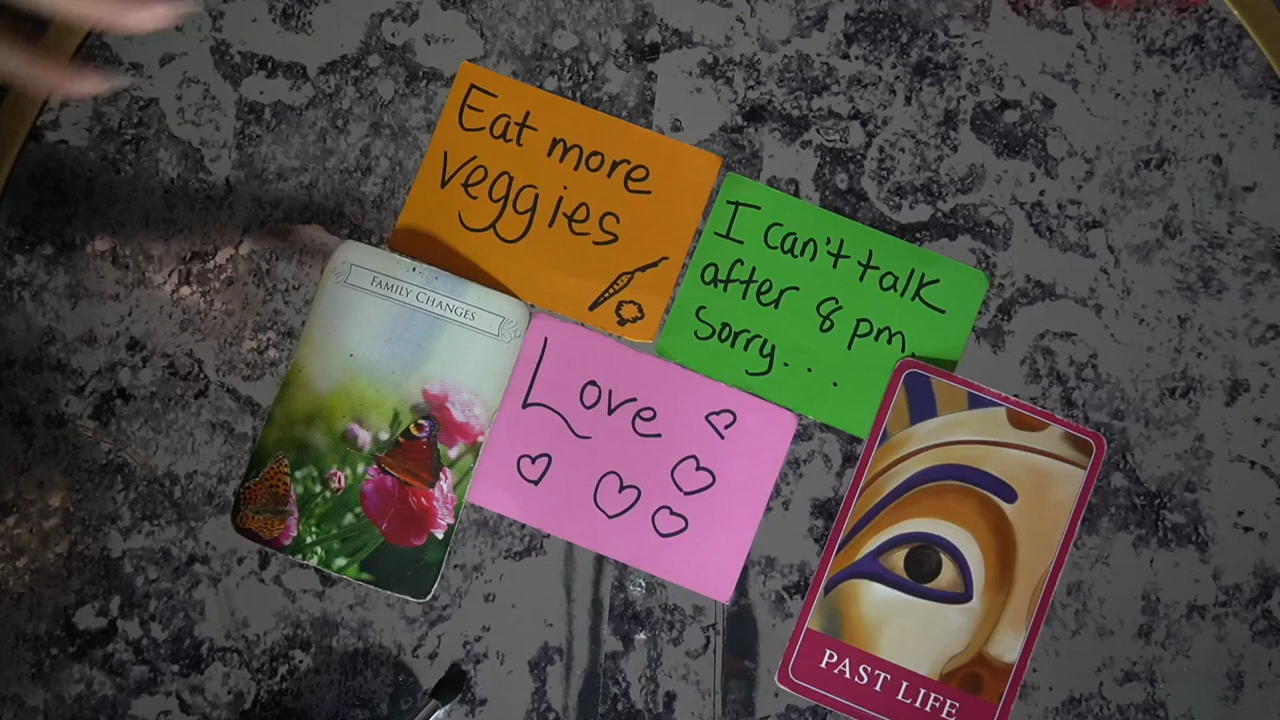 Eat more
veggies
I can't talk
after 8 pm.
Sorry...
FAMILY CHANGES
Love
PAST LIFE